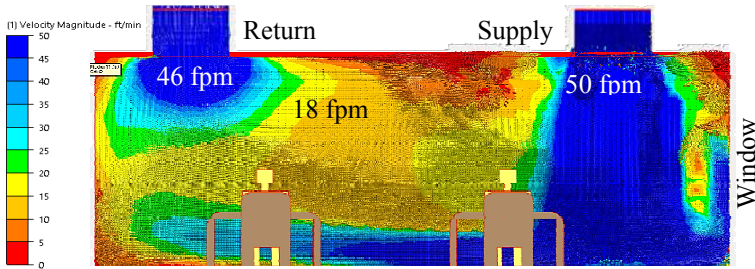 (1) Velocity Magnitude - ft/min
50
45
40
35
30
25
20
15
10
5
0
Return
Supply
46 fpm
50 fpm
18 fpm
Window